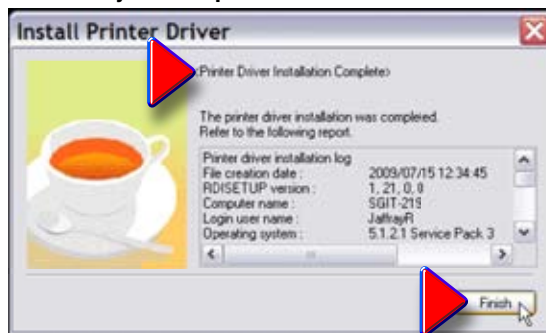 Install Printer Driver
<Printer Driver Installation Complete>
The printer driver installation was completed.
Refer to the following report.
Printer driver installation log
File creation date : 2009/07/15 12:34:45
RDISETUP version : 1, 21, 0, 0
Computer name : SGIT-219
Login user name : JaffrayR
Operating system : 5.1.2.1 Service Pack 3
Finish